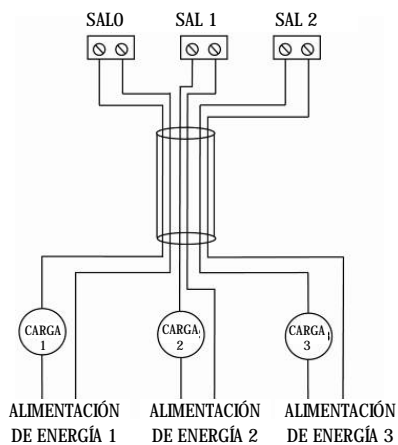 SAL0
SAL 1
SAL 2
CARGA
1
CARGA
2
CARGA
3
ALIMENTACIÓN
DE ENERGÍA 1
ALIMENTACIÓN
DE ENERGÍA 2
ALIMENTACIÓN
DE ENERGÍA 3